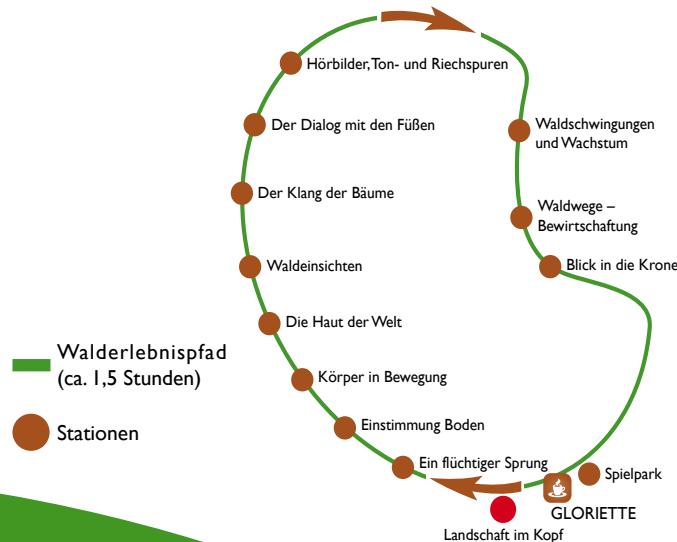 Hörbilder, Ton- und Riechspuren
Der Dialog mit den Füßen
Waldschwingungen
und Wachstum
Der Klang der Bäume
Waldwege –
Bewirtschaftung
Waldeinsichten
Blick in die Krone
Die Haut der Welt
Walderlebnispfad
(ca. 1,5 Stunden)
Körper in Bewegung
Stationen
Einstimmung Boden
Ein flüchtiger Sprung
Spielpark
GLORIETTE
Landschaft im Kopf